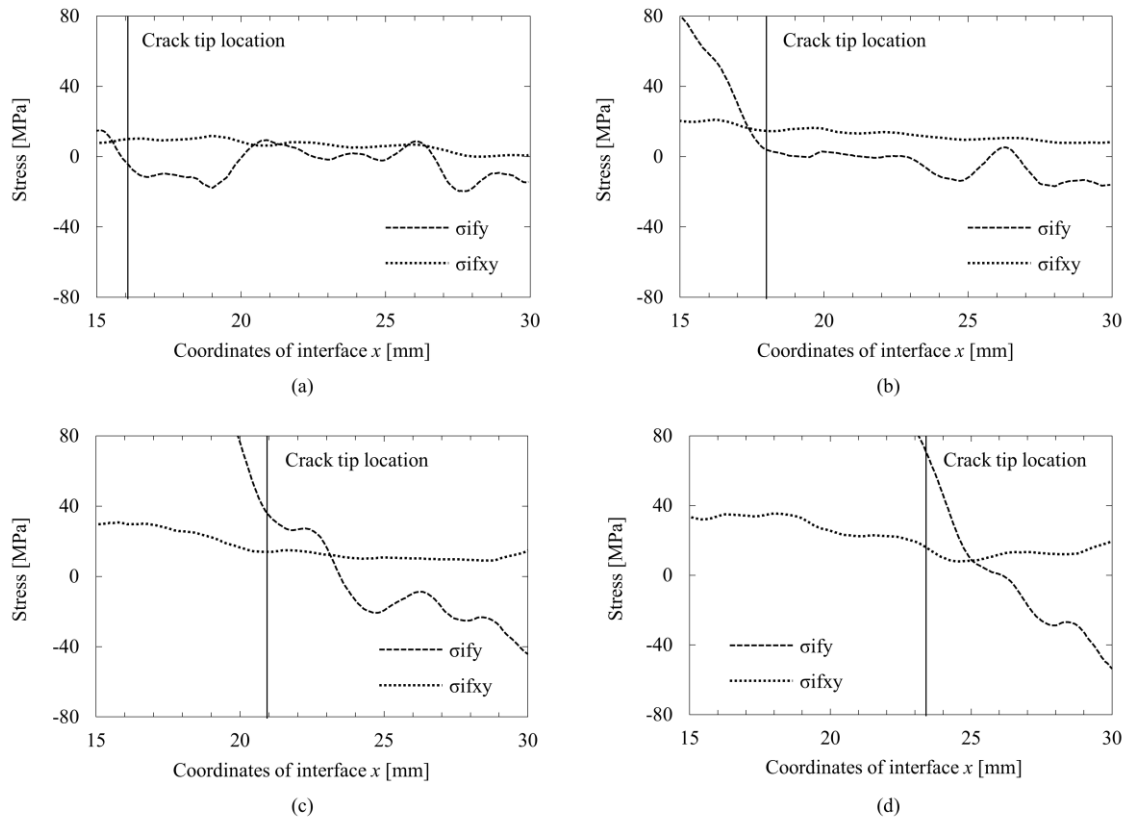 80
40
0
-40
-80
Stress [MPa]
Crack tip location
σify
σifxy
15
20
25
30
Coordinates of interface x [mm]
(a)
80
40
0
-40
-80
Stress [MPa]
Crack tip location
σify
σifxy
15
20
25
30
Coordinates of interface x [mm]
(b)
80
40
0
-40
-80
Stress [MPa]
Crack tip location
σify
σifxy
15
20
25
30
Coordinates of interface x [mm]
(c)
80
40
0
-40
-80
Stress [MPa]
Crack tip location
σify
σifxy
15
20
25
30
Coordinates of interface x [mm]
(d)